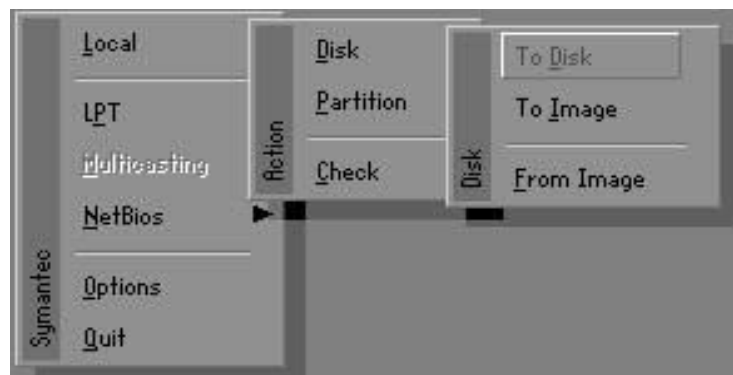 Local
LPT
Multicasting
NetBios
Options
Quit
Symantec
Disk
Partition
Check
Action
To Disk
To Image
From Image
Disk